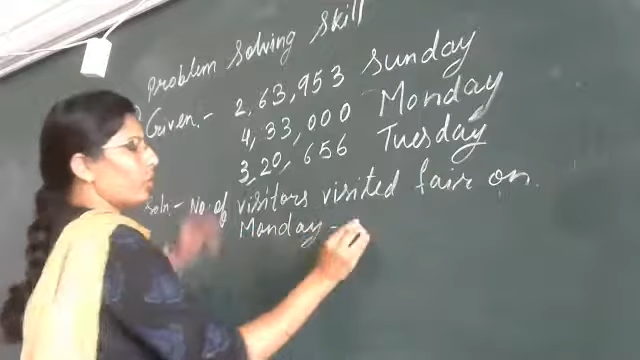 Problem Solving Skill
Given:- 2,63,953 Sunday
4,33,000 Monday
3,20,656 Tuesday
Soln:- No. of visitors visited fair on
Monday -